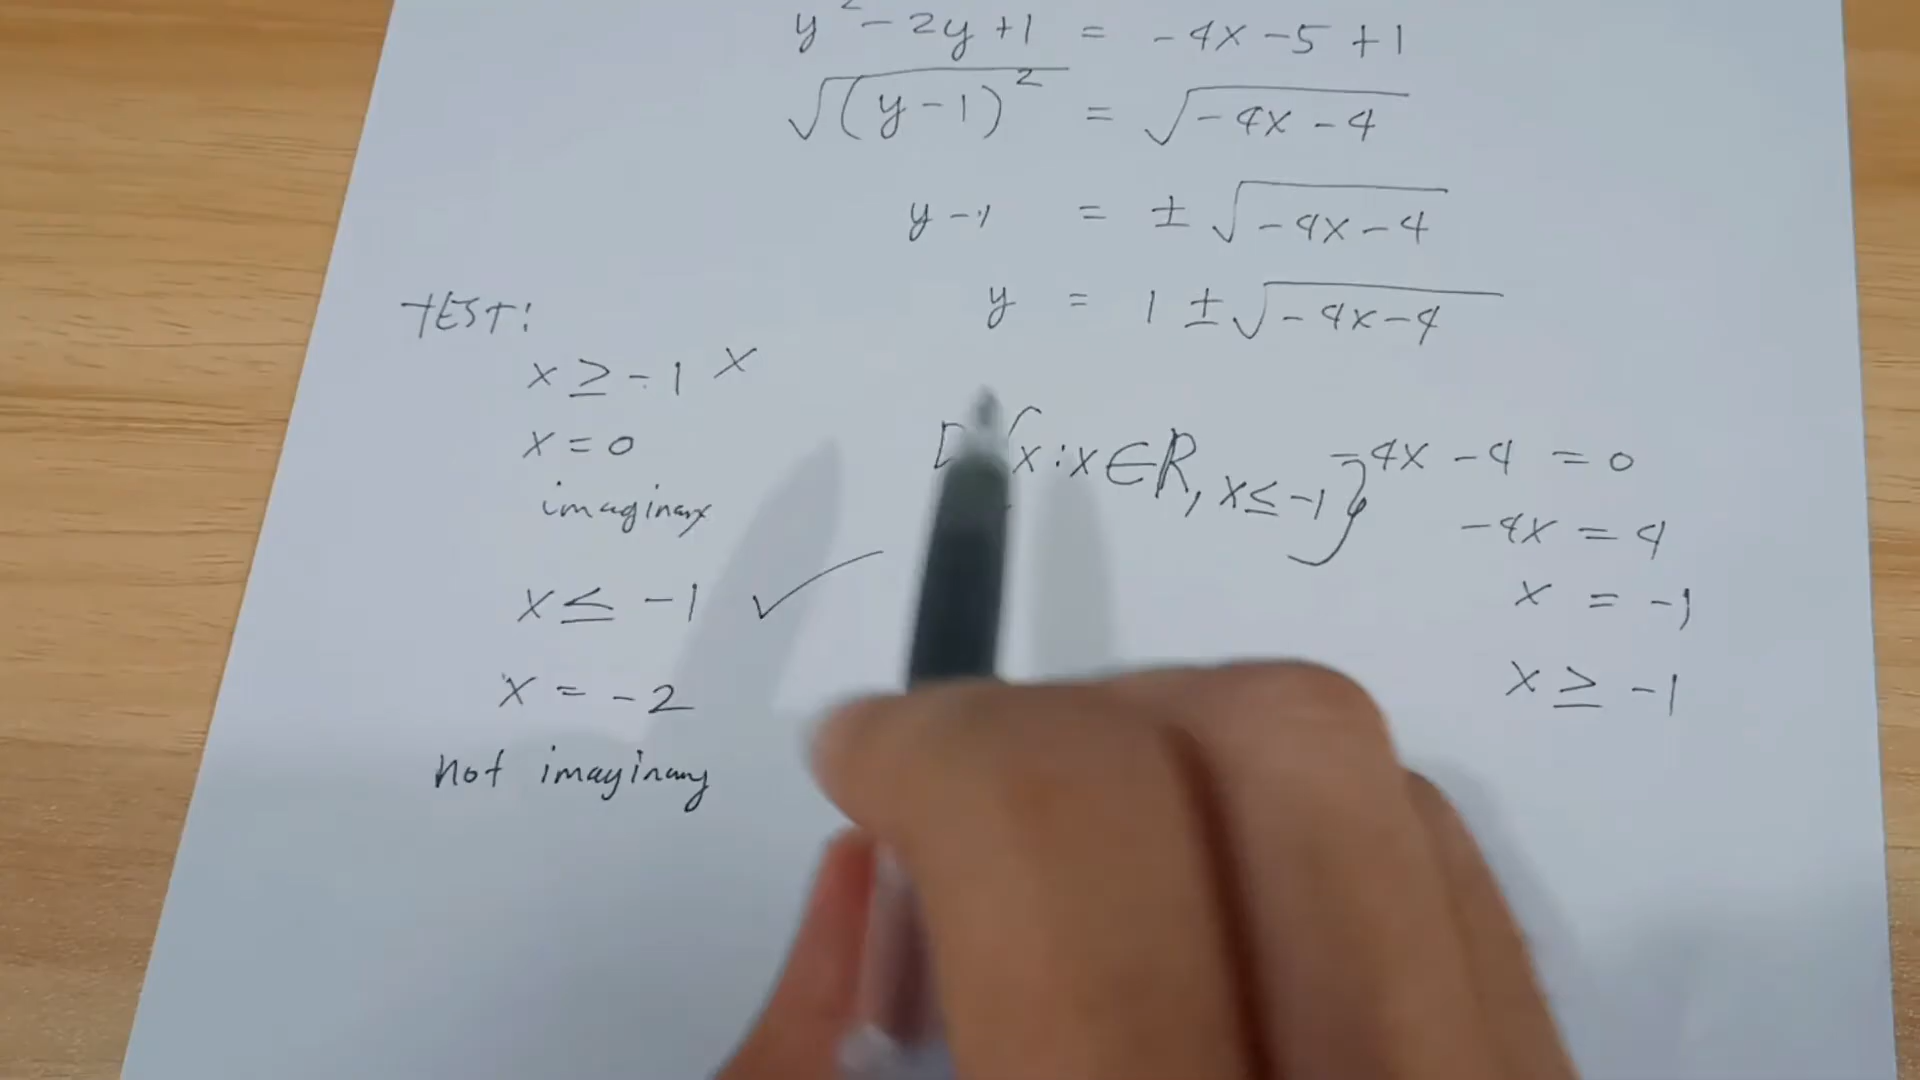 y² - 2y + 1 = -4x - 5 + 1
√(y-1)² = √-4x - 4
y - 1 = ± √-4x - 4
y = 1 ± √-4x - 4
TEST:
x ≥ -1 x
x = 0
imaginary
x ≤ -1 ✓
x = -2
not imaginary
D {x : x ∈ R, x ≤ -1}
-4x - 4 = 0
-4x = 4
x = -1
x ≥ -1